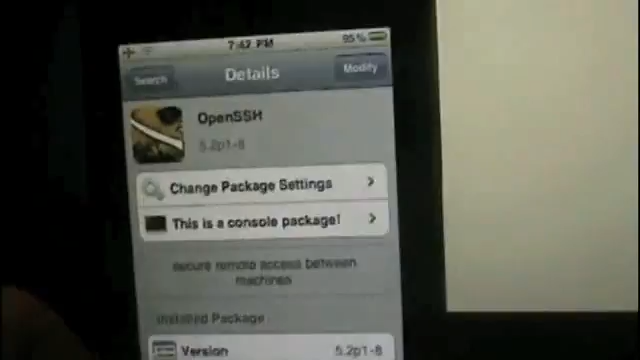 7:42 PM 95%
Search Details Modify
OpenSSH
5.2p1-8
Change Package Settings
This is a console package!
secure remote access between
machines
Installed Package
Version 5.2p1-8